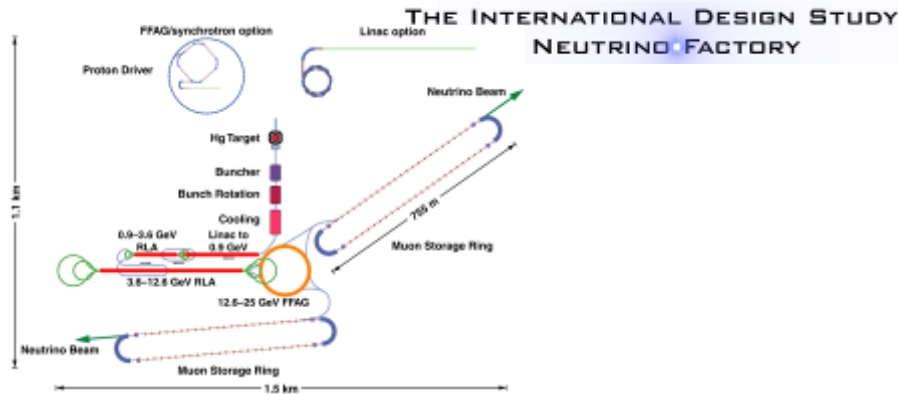 THE INTERNATIONAL DESIGN STUDY
NEUTRINO FACTORY
FFAG/synchrotron option
Linac option
Proton Driver
Neutrino Beam
Hg Target
Buncher
Bunch Rotation
Cooling
1.1 km
755 m
0.9–3.6 GeV
RLA
Linac to
0.9 GeV
Muon Storage Ring
3.6–12.6 GeV RLA
12.6–25 GeV FFAG
Neutrino Beam
Muon Storage Ring
1.5 km